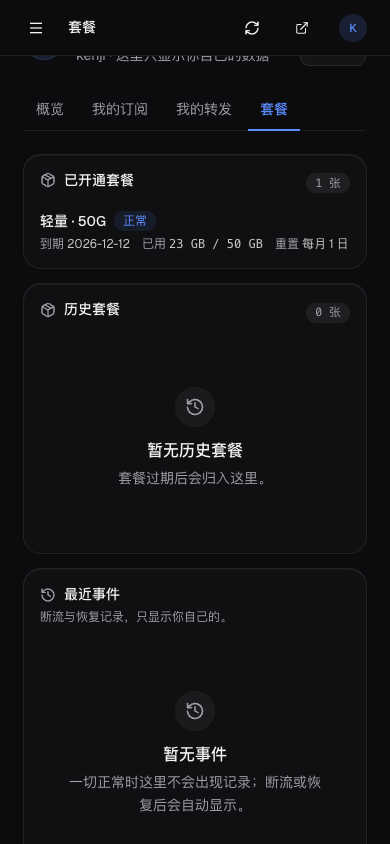 套餐
K
Kenji · 这里只显示你自己的数据
概览 我的订阅 我的转发 套餐
已开通套餐 1 张
轻量 · 50G 正常
到期 2026-12-12 已用 23 GB / 50 GB 重置 每月 1 日
历史套餐 0 张
暂无历史套餐
套餐过期后会归入这里。
最近事件
断流与恢复记录，只显示你自己的。
暂无事件
一切正常时这里不会出现记录；断流或恢
复后会自动显示。